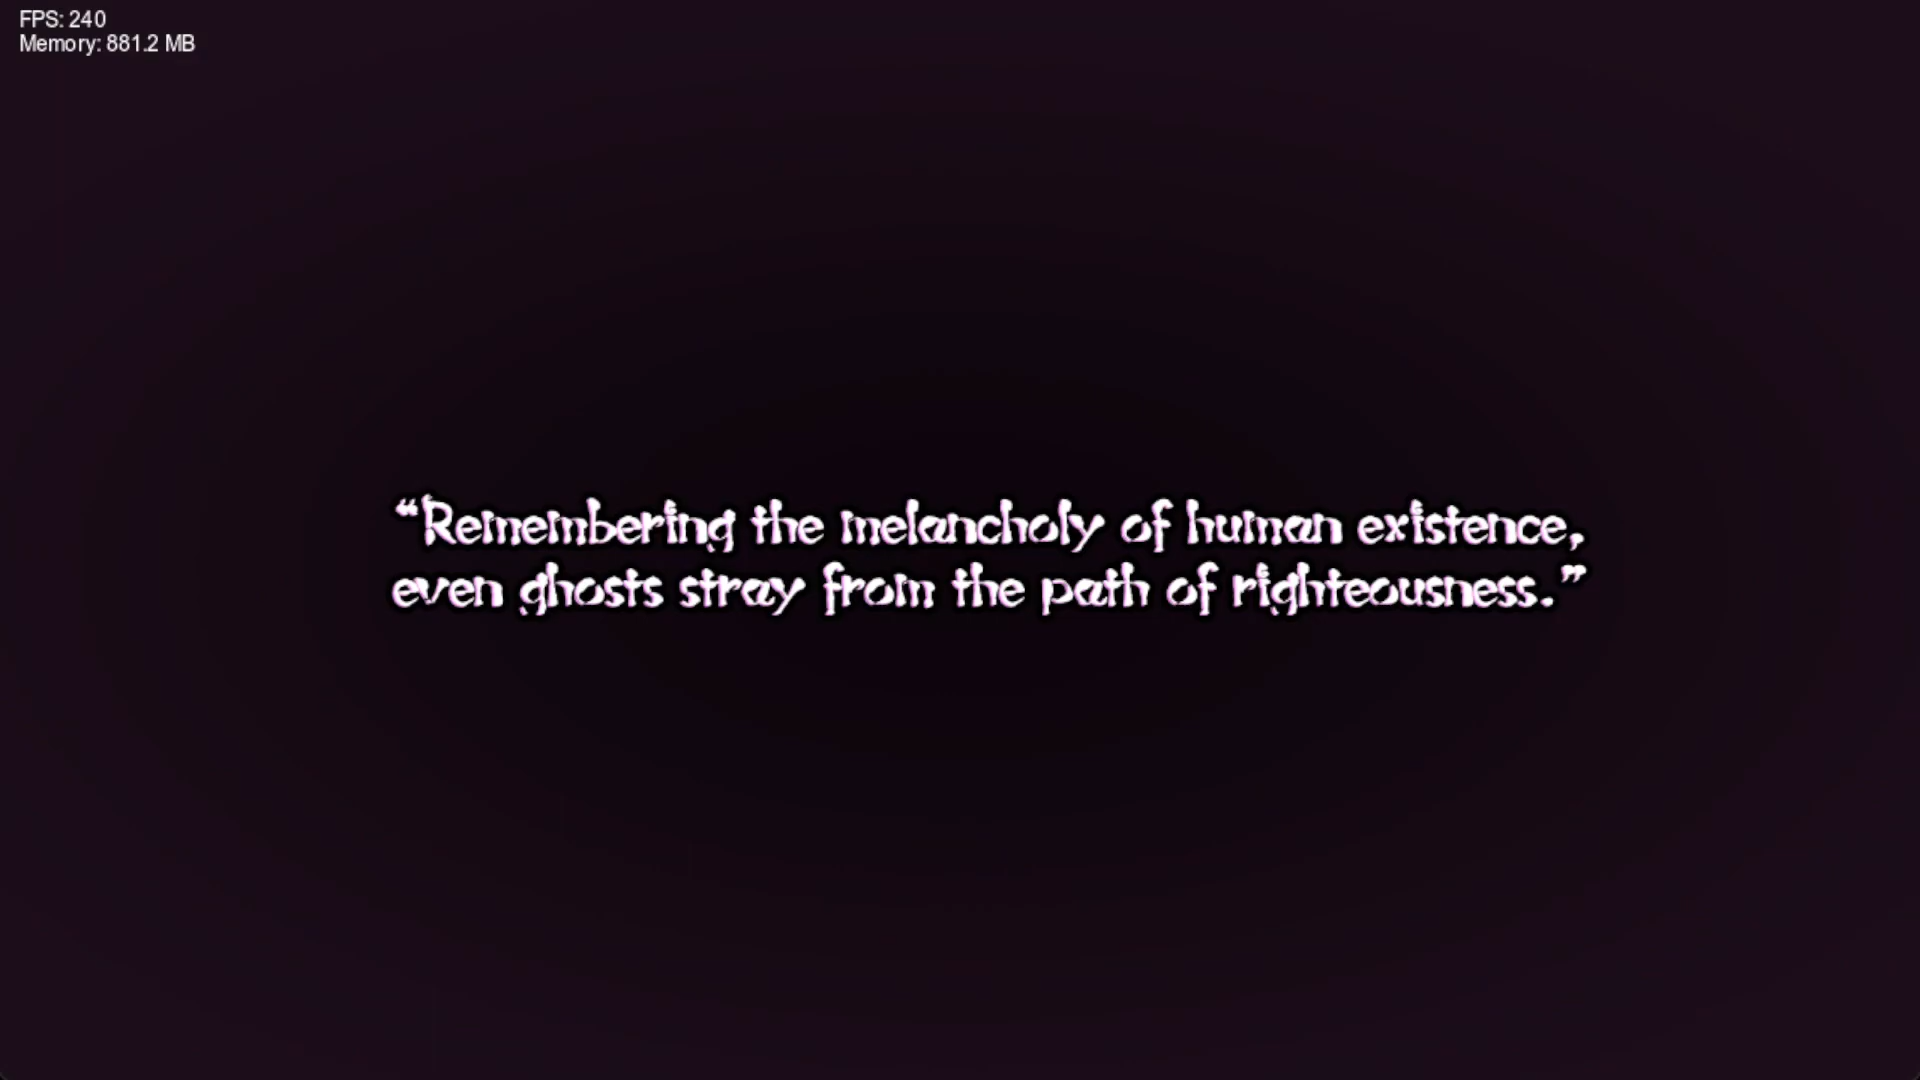 FPS: 240
Memory: 881.2 MB
“Remembering the melancholy of human existence,
even ghosts stray from the path of righteousness.”